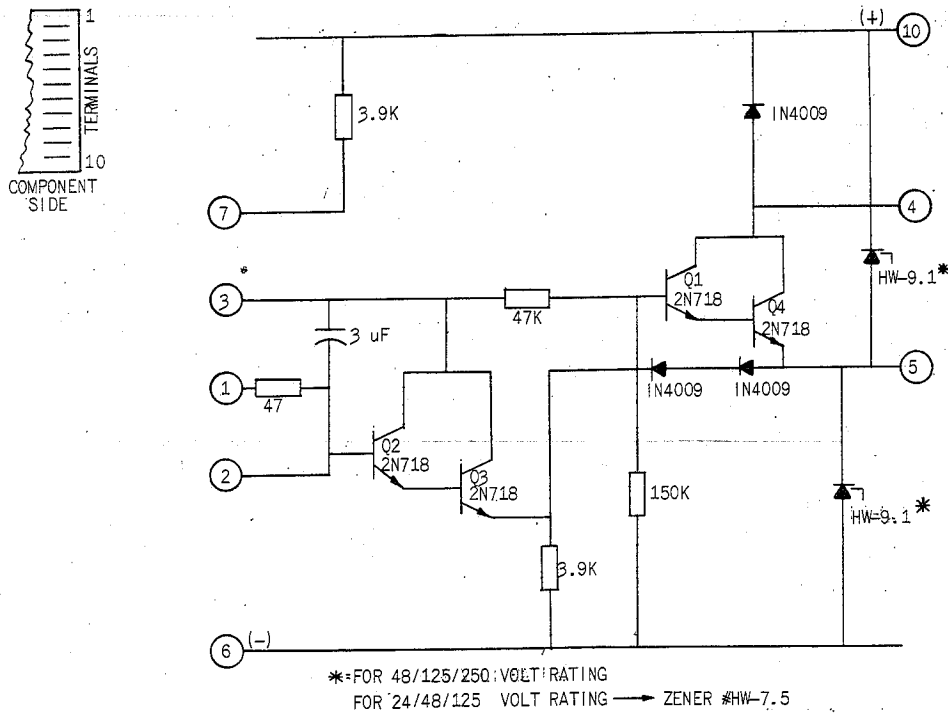 1
TERMINALS
10
COMPONENT
SIDE
(+)
10
3.9K
IN4009
7
4
HW-9.1*
Q1
2N718
Q4
2N718
3
47K
3 uF
5
IN4009
IN4009
1
47
Q2
2N718
Q3
2N718
2
150K
HW-9.1*
3.9K
6
(-)
*=FOR 48/125/250 VOLT RATING
FOR 24/48/125 VOLT RATING → ZENER #HW-7.5